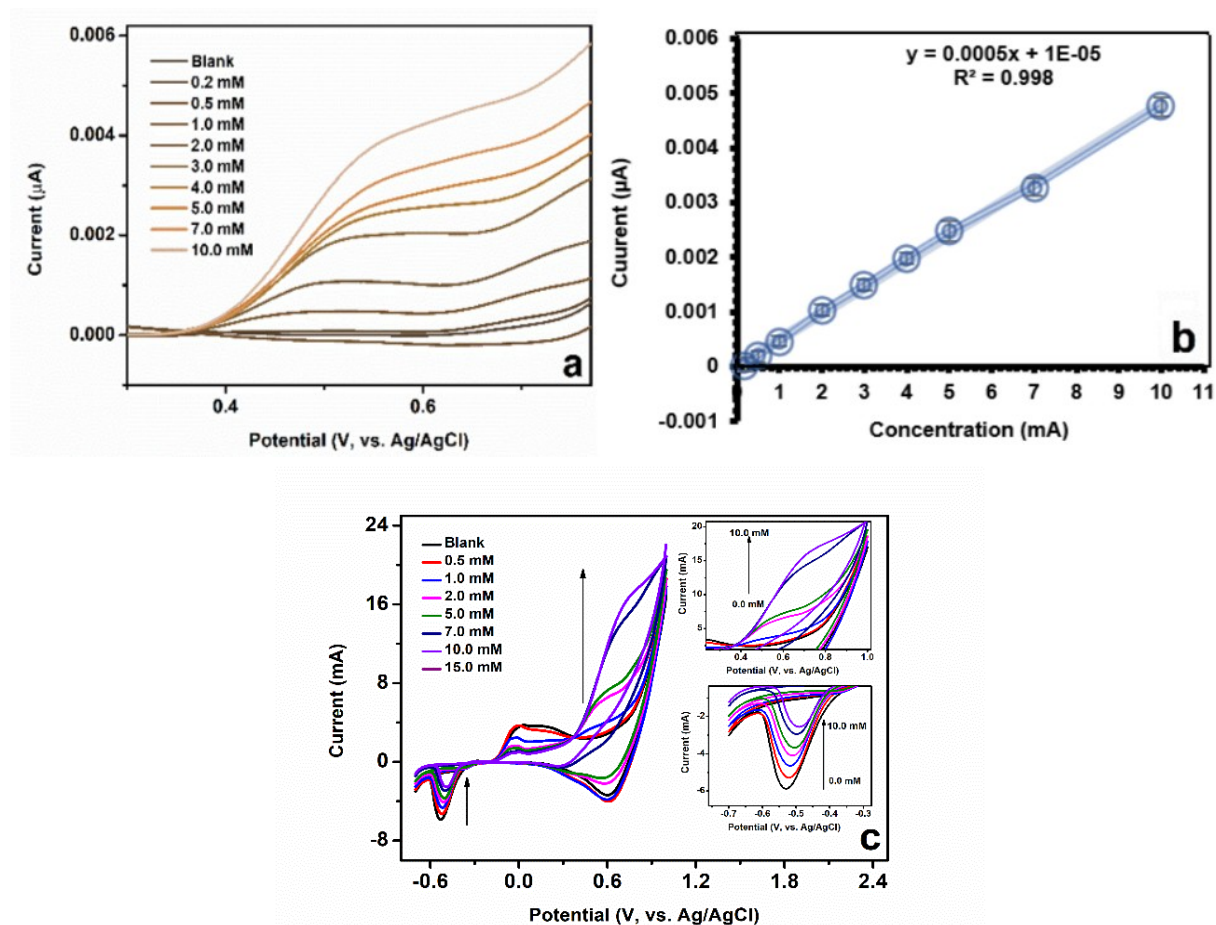 0.006
0.004
0.002
0.000
Current (µA)
Blank
0.2 mM
0.5 mM
1.0 mM
2.0 mM
3.0 mM
4.0 mM
5.0 mM
7.0 mM
10.0 mM
a
0.4
0.6
Potential (V, vs. Ag/AgCl)
0.006
0.005
0.004
0.003
0.002
0.001
0
-0.001
Cuurent (µA)
y = 0.0005x + 1E-05
R² = 0.998
b
1 2 3 4 5 6 7 8 9 10 11
Concentration (mA)
24
16
8
0
-8
Current (mA)
Blank
0.5 mM
1.0 mM
2.0 mM
5.0 mM
7.0 mM
10.0 mM
15.0 mM
20
15
10
5
Current (mA)
10.0 mM
0.0 mM
0.4 0.6 0.8 1.0
Potential (V, vs. Ag/AgCl)
-2
-4
-6
Current (mA)
10.0 mM
0.0 mM
-0.7 -0.6 -0.5 -0.4 -0.3
Potential (V, vs. Ag/AgCl)
c
-0.6 0.0 0.6 1.2 1.8 2.4
Potential (V, vs. Ag/AgCl)